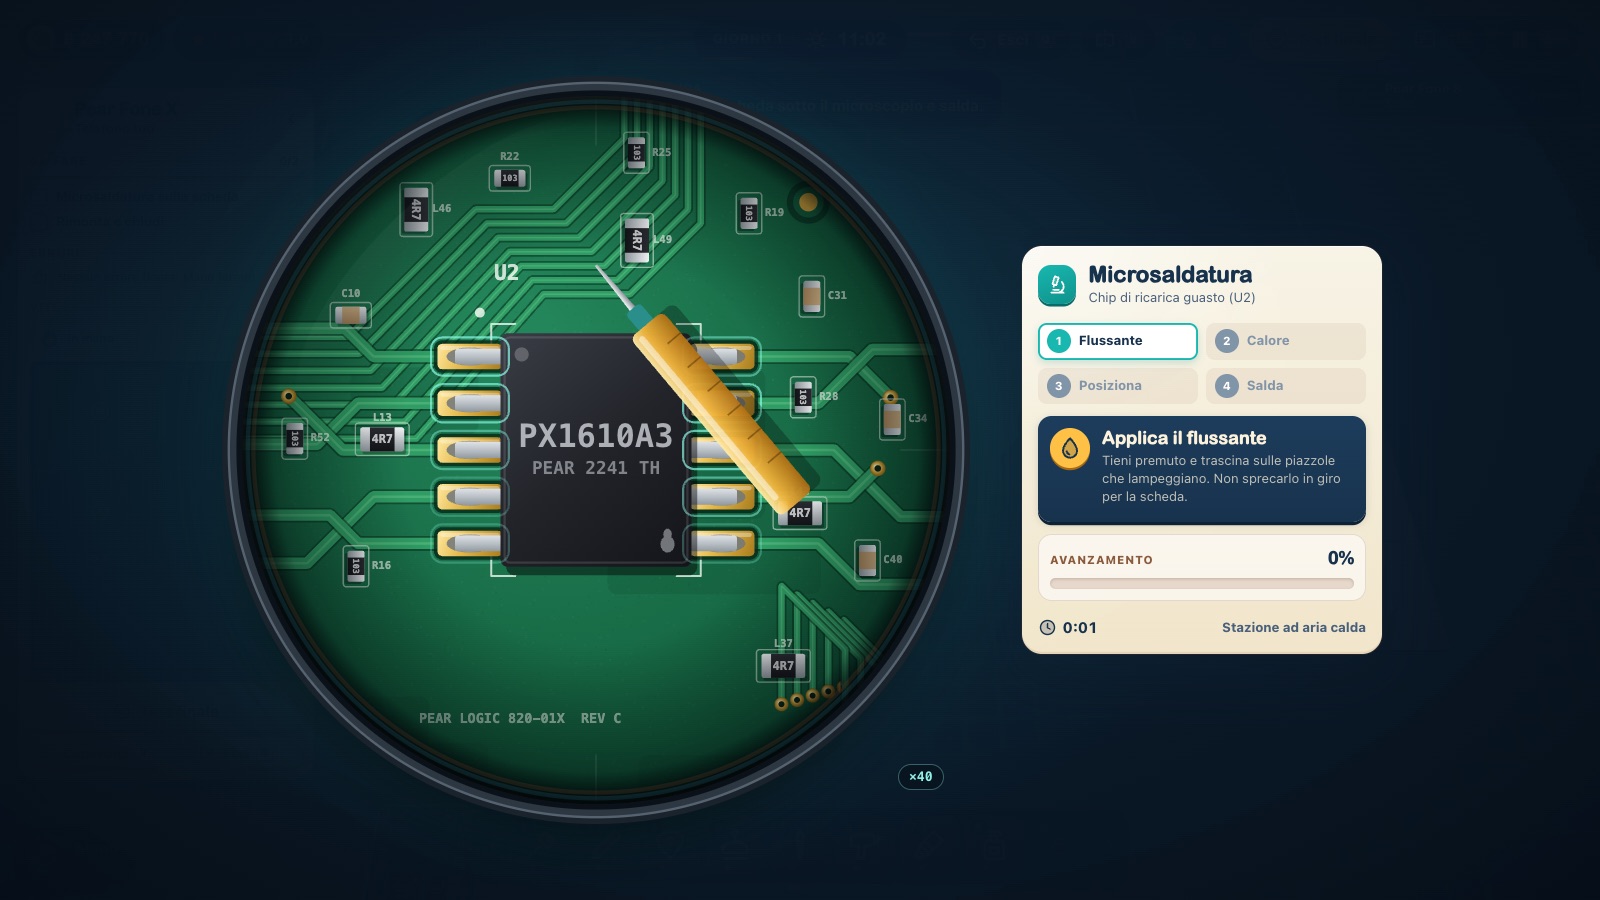 11:02
R22
103
103
R25
4R7
L46
103
R19
4R7
L49
U2
C10
C31
PX1610A3
PEAR 2241 TH
103
R28
C34
L13
4R7
103
R52
4R7
103
R16
C40
L37
4R7
PEAR LOGIC 820-01X REV C
×40
Microsaldatura
Chip di ricarica guasto (U2)
1 Flussante
2 Calore
3 Posiziona
4 Salda
Applica il flussante
Tieni premuto e trascina sulle piazzole
che lampeggiano. Non sprecarlo in giro
per la scheda.
AVANZAMENTO 0%
0:01 Stazione ad aria calda